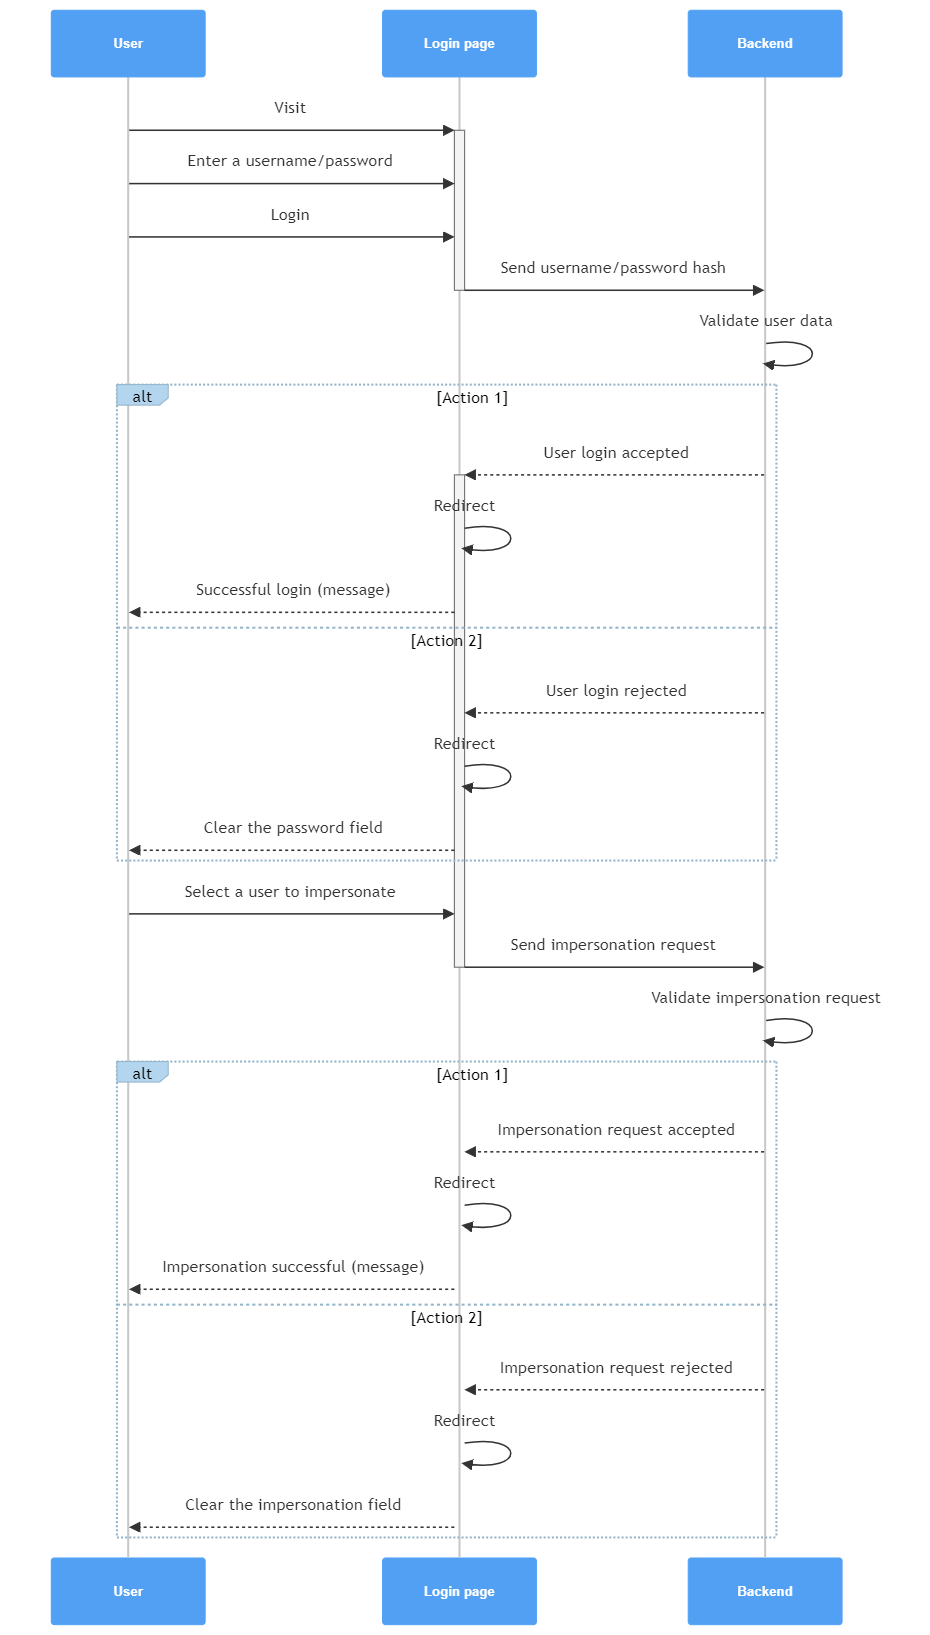 User
Login page
Backend
Visit
Enter a username/password
Login
Send username/password hash
Validate user data
alt
[Action 1]
User login accepted
Redirect
Successful login (message)
[Action 2]
User login rejected
Redirect
Clear the password field
Select a user to impersonate
Send impersonation request
Validate impersonation request
alt
[Action 1]
Impersonation request accepted
Redirect
Impersonation successful (message)
[Action 2]
Impersonation request rejected
Redirect
Clear the impersonation field
User
Login page
Backend